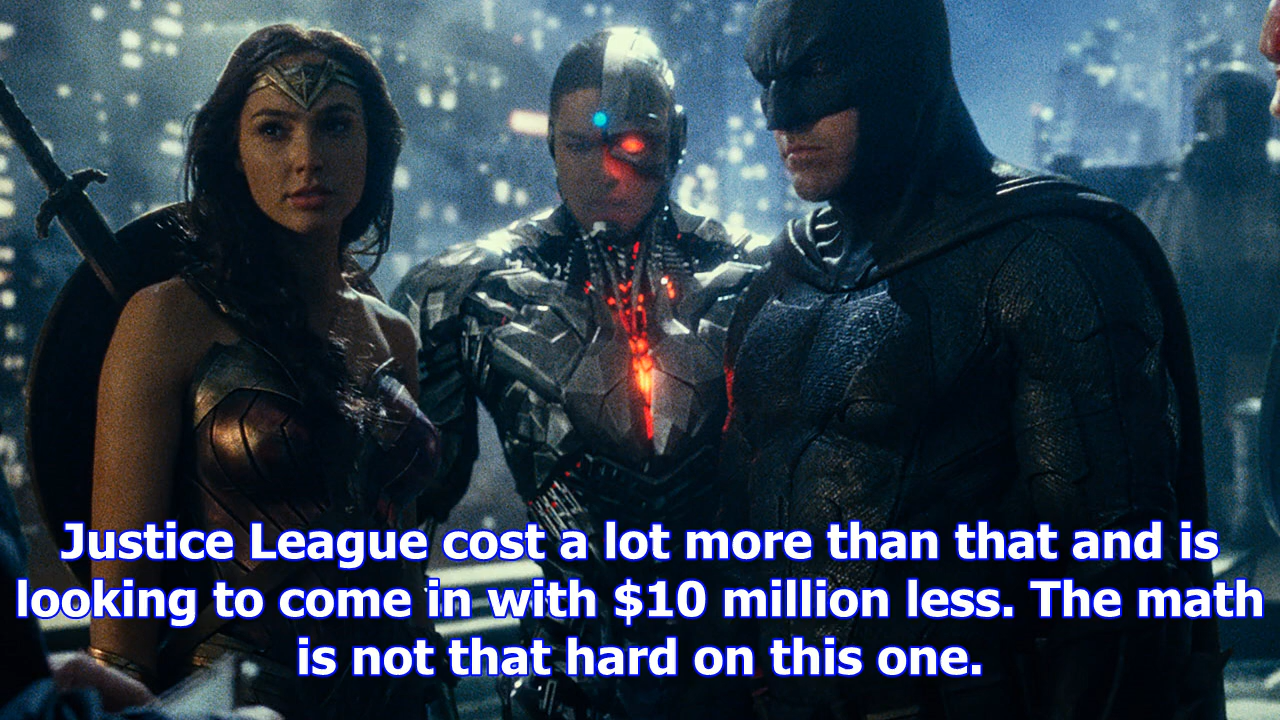 Justice League cost a lot more than that and is
looking to come in with $10 million less. The math
is not that hard on this one.